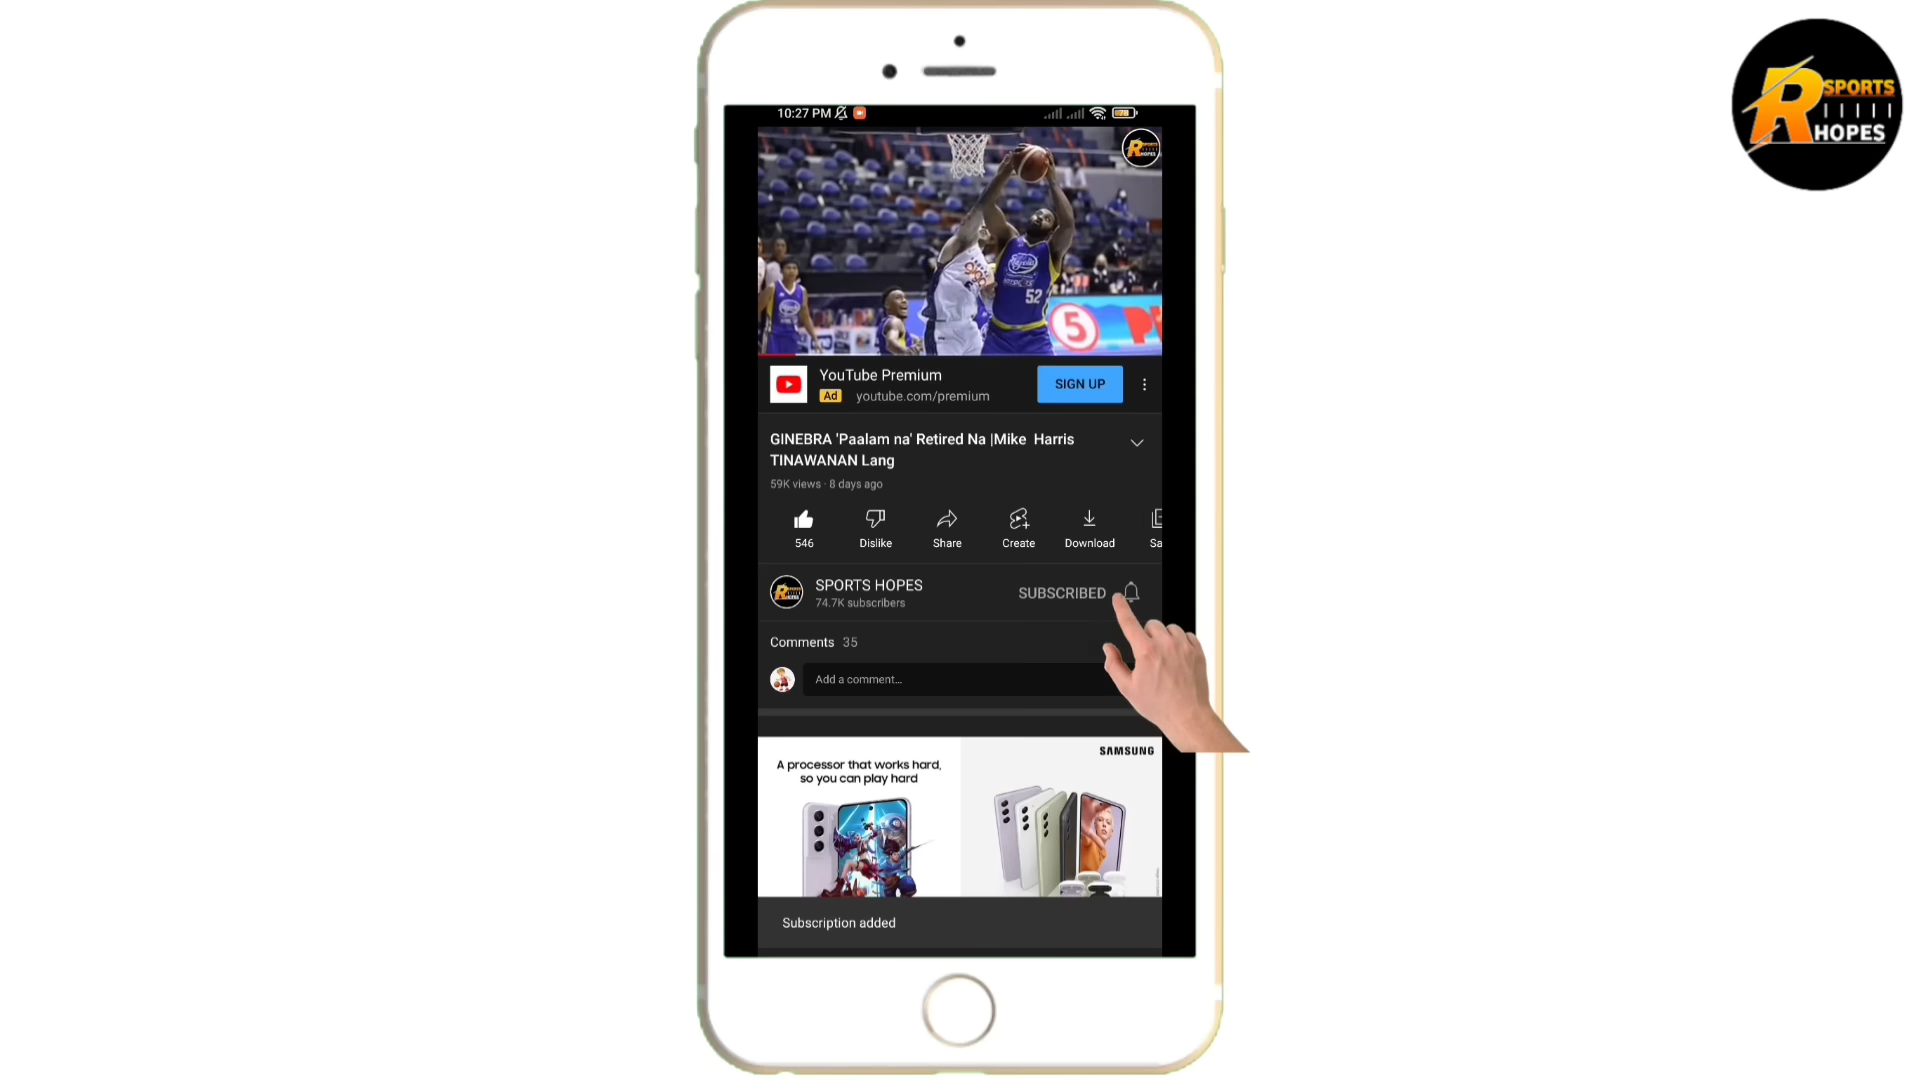 SPORTS
R
HOPES
10:27 PM
52
5
YouTube Premium
Ad youtube.com/premium
SIGN UP
GINEBRA 'Paalam na' Retired Na |Mike Harris
TINAWANAN Lang
59K views · 8 days ago
546
Dislike
Share
Create
Download
Sa
SPORTS HOPES
74.7K subscribers
SUBSCRIBED
Comments 35
Add a comment...
A processor that works hard,
so you can play hard
SAMSUNG
Subscription added